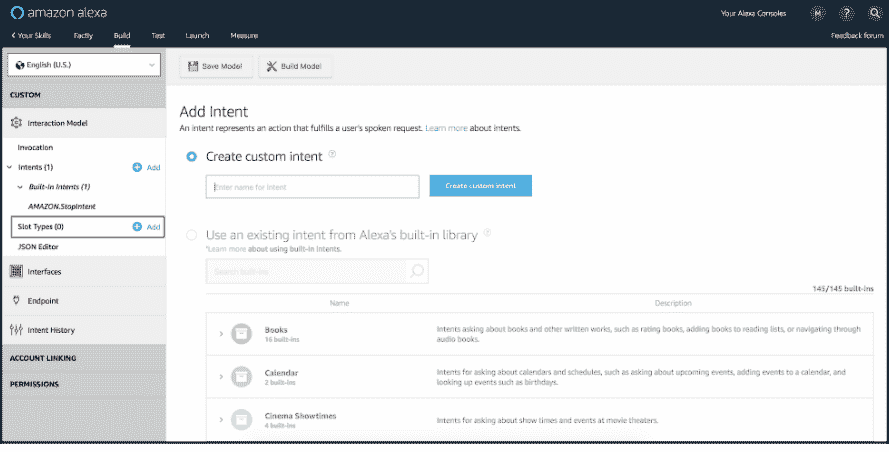 amazon alexa
Your Alexa Consoles
M
?
< Your Skills
Factly
Build
Test
Launch
Measure
Feedback forum
English (U.S.)
Save Model
Build Model
CUSTOM
Interaction Model
Invocation
Intents (1)
Add
Built-In Intents (1)
AMAZON.StopIntent
Slot Types (0)
Add
JSON Editor
Interfaces
Endpoint
Intent History
ACCOUNT LINKING
PERMISSIONS
Add Intent
An intent represents an action that fulfills a user's spoken request. Learn more about intents.
Create custom intent
Enter name for intent
Create custom intent
Use an existing intent from Alexa's built-in library
*Learn more about using built-in intents.
Search built-ins
145/145 built-ins
Name
Description
Books
16 built-ins
Intents asking about books and other written works, such as rating books, adding books to reading lists, or navigating through
audio books.
Calendar
2 built-ins
Intents for asking about calendars and schedules, such as asking about upcoming events, adding events to a calendar, and
looking up events such as birthdays.
Cinema Showtimes
4 built-ins
Intents for asking about show times and events at movie theaters.